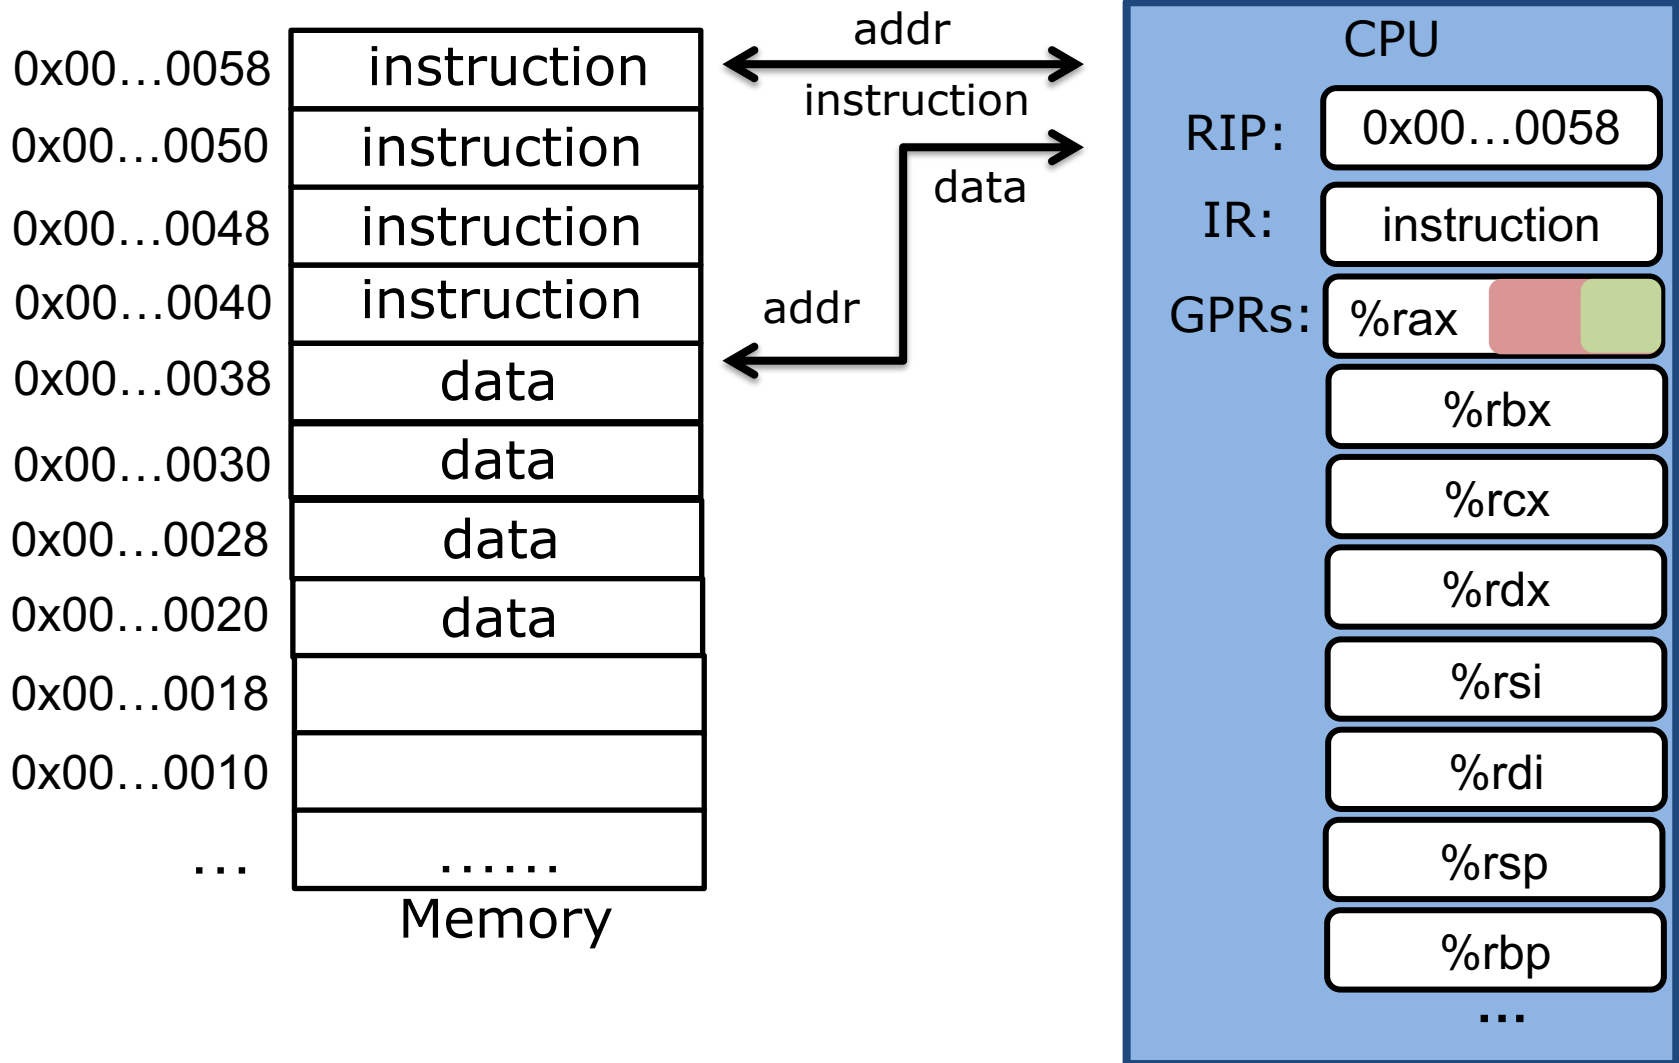 0x00…0058 instruction
0x00…0050 instruction
0x00…0048 instruction
0x00…0040 instruction
0x00…0038 data
0x00…0030 data
0x00…0028 data
0x00…0020 data
0x00…0018
0x00…0010
… ……
Memory
addr
instruction
data
addr
CPU
RIP: 0x00…0058
IR: instruction
GPRs: %rax
%rbx
%rcx
%rdx
%rsi
%rdi
%rsp
%rbp
…